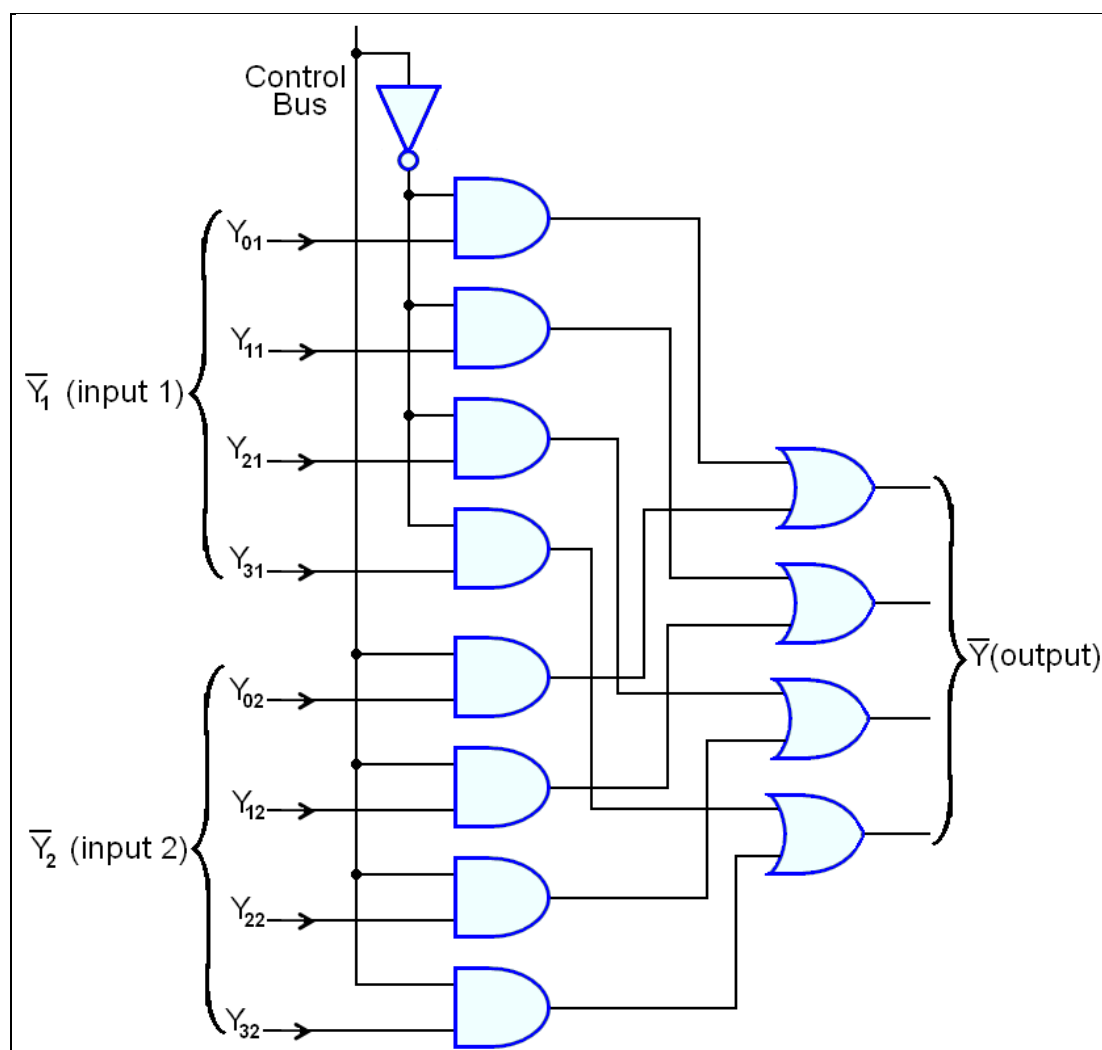 Control
Bus
Y₀₁
Y₁₁
Y̅₁ (input 1)
Y₂₁
Y₃₁
Y̅(output)
Y₀₂
Y₁₂
Y̅₂ (input 2)
Y₂₂
Y₃₂